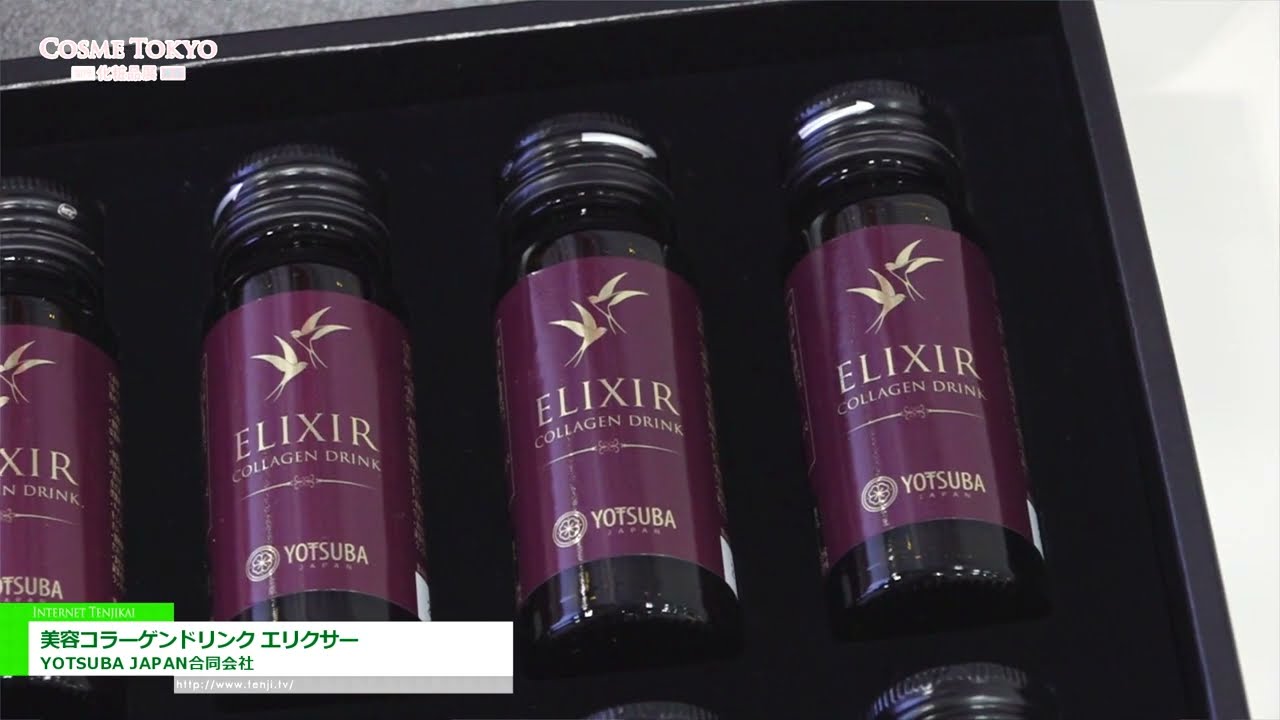 COSME TOKYO
化粧品展
XIR
EN DRINK
YOTSUBA
ELIXIR
COLLAGEN DRINK
YOTSUBA
JAPAN
ELIXIR
COLLAGEN DRINK
YOTSUBA
JAPAN
ELIXIR
COLLAGEN DRINK
YOTSUBA
JAPAN
INTERNET TENJIKAI
美容コラーゲンドリンク エリクサー
YOTSUBA JAPAN合同会社
http://www.tenji.tv/